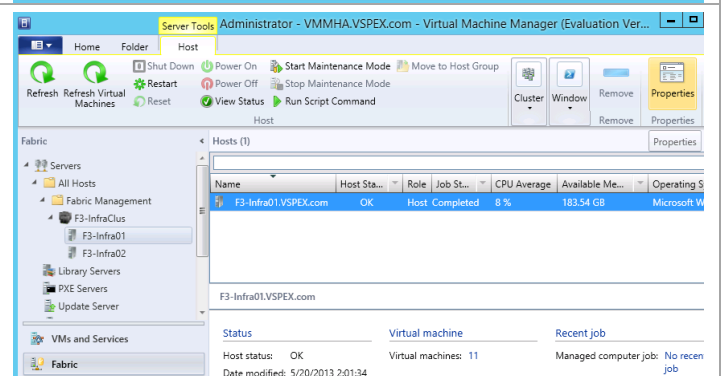 Server Tools Administrator - VMMHA.VSPEX.com - Virtual Machine Manager (Evaluation Ver...
Home Folder Host
Refresh
Refresh Virtual Machines
Shut Down
Restart
Reset
Power On
Power Off
View Status
Start Maintenance Mode
Stop Maintenance Mode
Run Script Command
Move to Host Group
Host
Cluster
Window
Remove
Remove
Properties
Properties
Fabric
Servers
All Hosts
Fabric Management
F3-InfraClus
F3-Infra01
F3-Infra02
Library Servers
PXE Servers
Update Server
VMs and Services
Fabric
Hosts (1)
Properties
Name Host Sta... Role Job St... CPU Average Available Me... Operating S
F3-Infra01.VSPEX.com OK Host Completed 8 % 183.54 GB Microsoft W
F3-Infra01.VSPEX.com
Status
Host status: OK
Date modified: 5/20/2013 2:01:34
Virtual machine
Virtual machines: 11
Recent job
Managed computer job: No recen
job